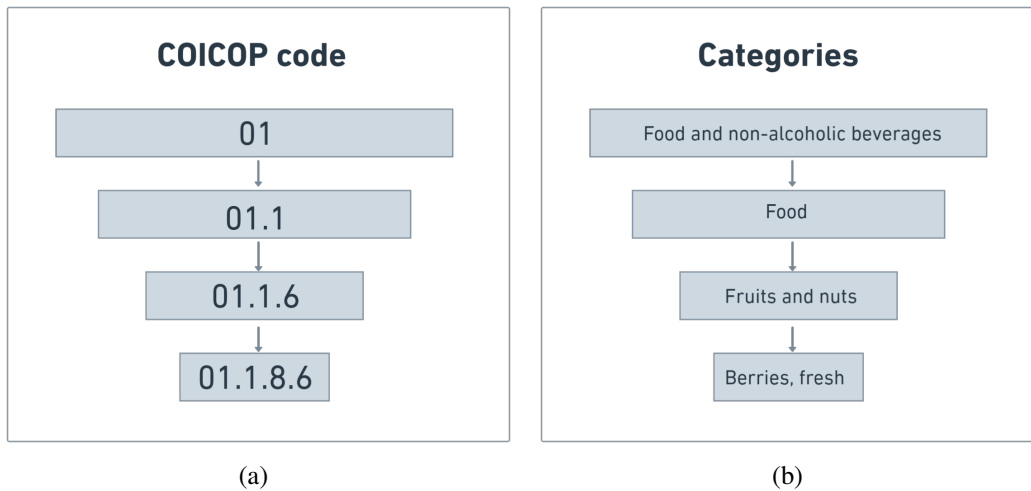 COICOP code
01
01.1
01.1.6
01.1.8.6
(a)
Categories
Food and non-alcoholic beverages
Food
Fruits and nuts
Berries, fresh
(b)